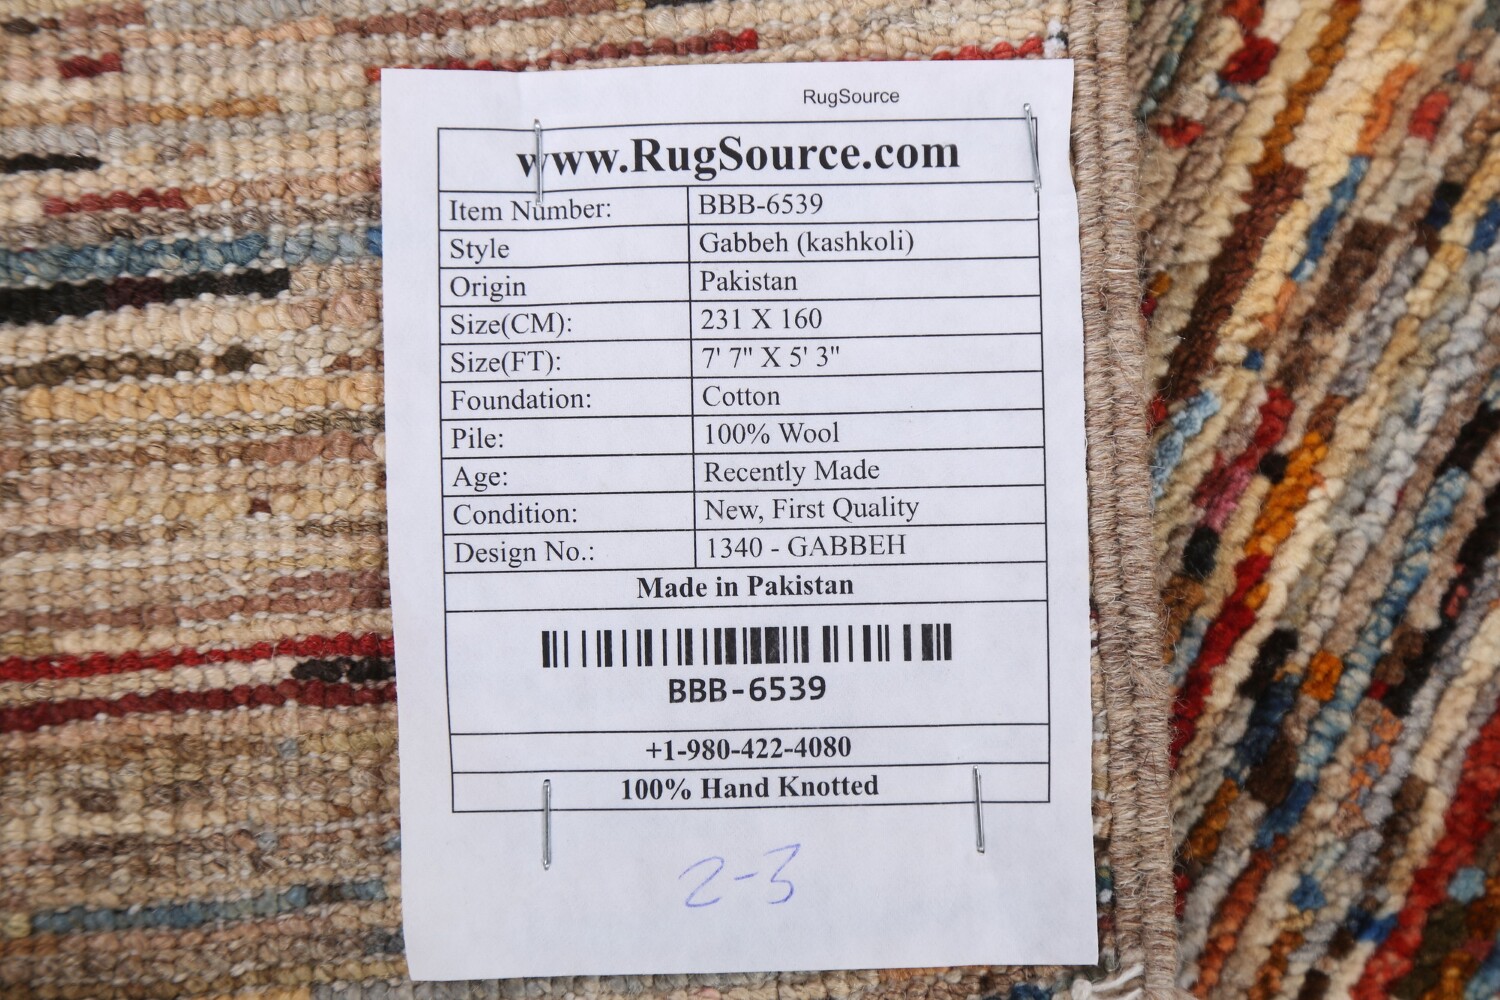 RugSource
www.RugSource.com
Item Number: BBB-6539
Style Gabbeh (kashkoli)
Origin Pakistan
Size(CM): 231 X 160
Size(FT): 7' 7" X 5' 3"
Foundation: Cotton
Pile: 100% Wool
Age: Recently Made
Condition: New, First Quality
Design No.: 1340 - GABBEH
Made in Pakistan
BBB-6539
+1-980-422-4080
100% Hand Knotted
2-3